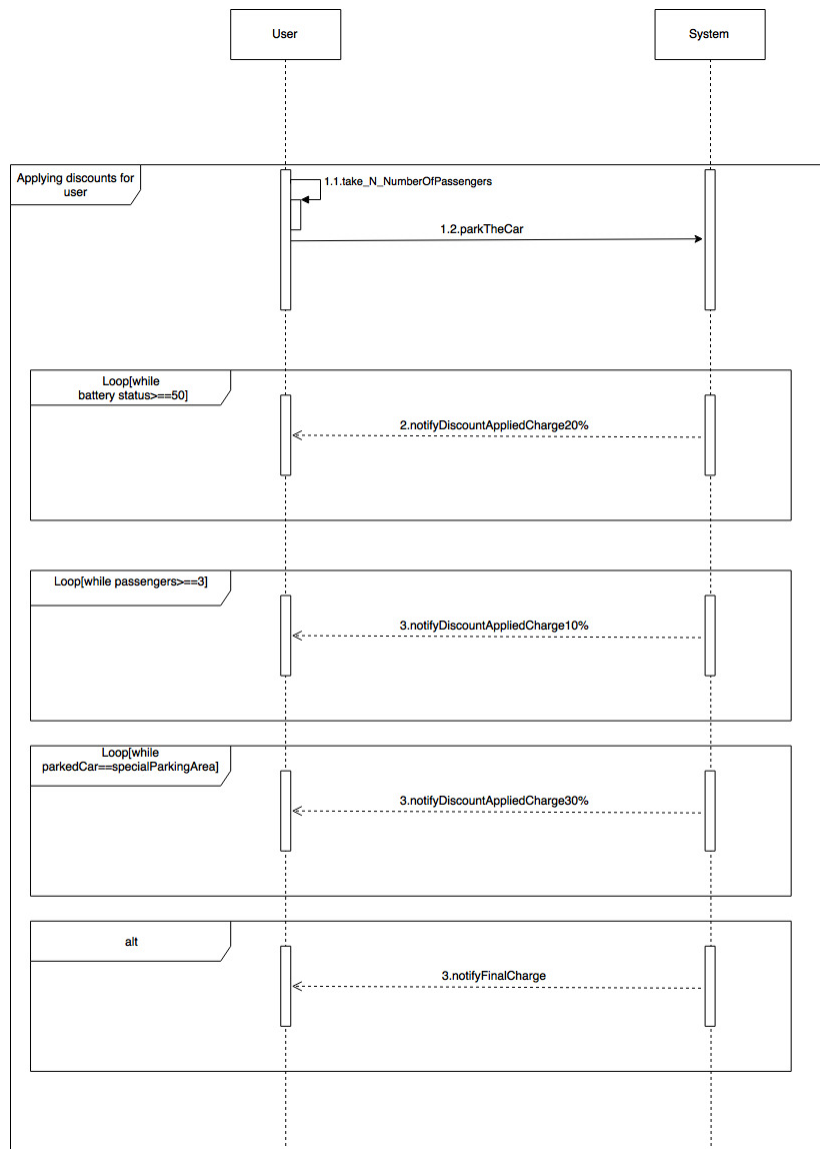 User
System
Applying discounts for
user
1.1.take_N_NumberOfPassengers
1.2.parkTheCar
Loop[while
battery status>==50]
2.notifyDiscountAppliedCharge20%
Loop[while passengers>==3]
3.notifyDiscountAppliedCharge10%
Loop[while
parkedCar==specialParkingArea]
3.notifyDiscountAppliedCharge30%
alt
3.notifyFinalCharge